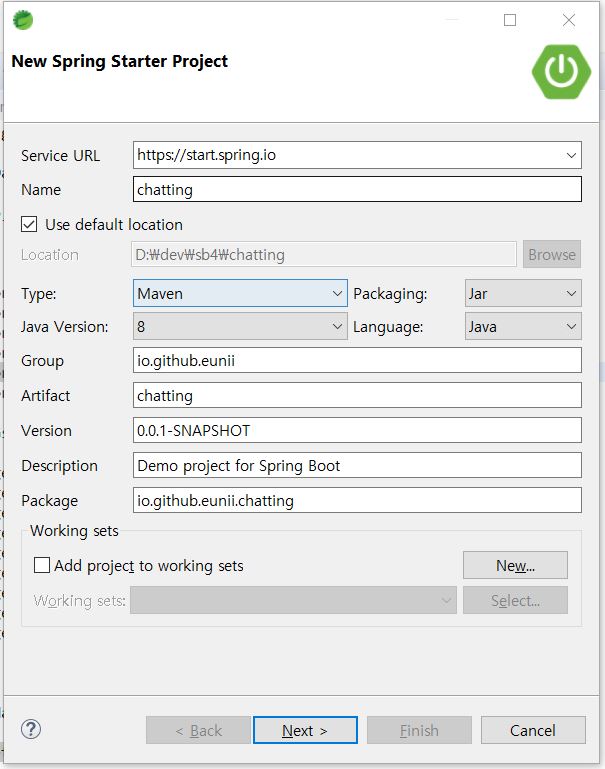 New Spring Starter Project
Service URL https://start.spring.io
Name chatting
Use default location
Location D:₩dev₩sb4₩chatting Browse
Type: Maven Packaging: Jar
Java Version: 8 Language: Java
Group io.github.eunii
Artifact chatting
Version 0.0.1-SNAPSHOT
Description Demo project for Spring Boot
Package io.github.eunii.chatting
Working sets
Add project to working sets New...
Working sets: Select...
? < Back Next > Finish Cancel